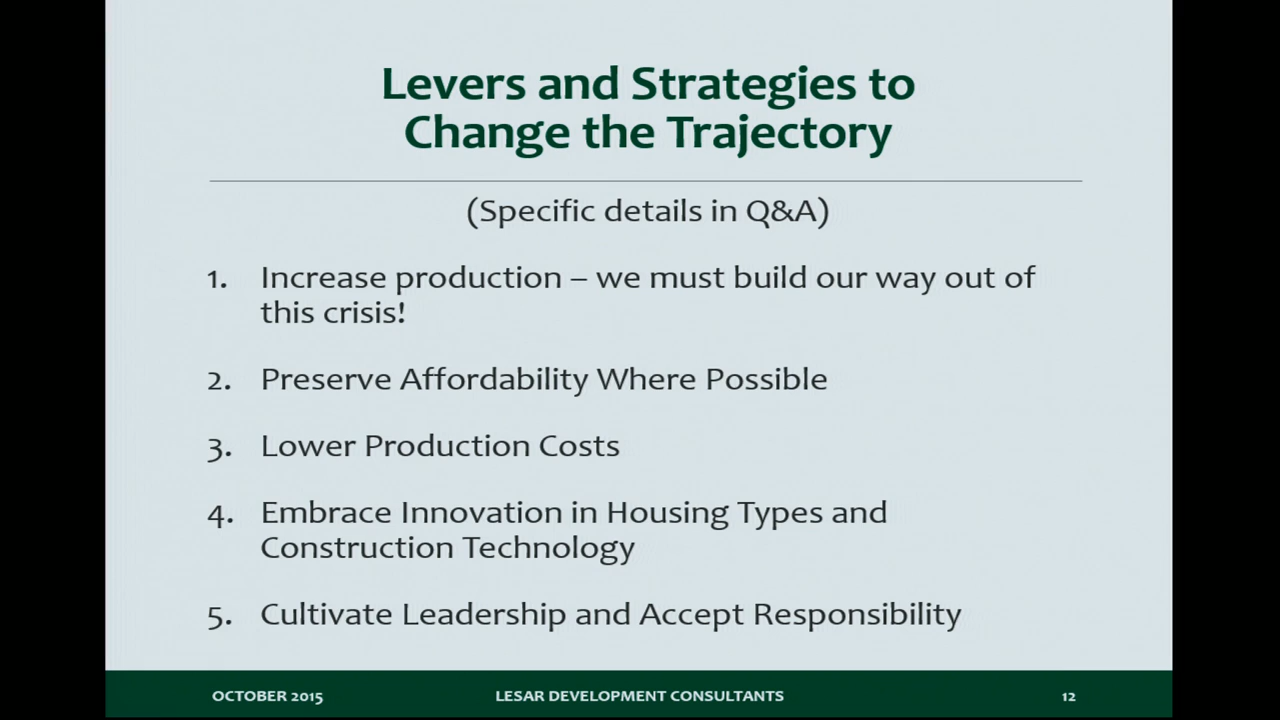 Levers and Strategies to
Change the Trajectory
(Specific details in Q&A)
1. Increase production – we must build our way out of
this crisis!
2. Preserve Affordability Where Possible
3. Lower Production Costs
4. Embrace Innovation in Housing Types and
Construction Technology
5. Cultivate Leadership and Accept Responsibility
OCTOBER 2015 LESAR DEVELOPMENT CONSULTANTS 12